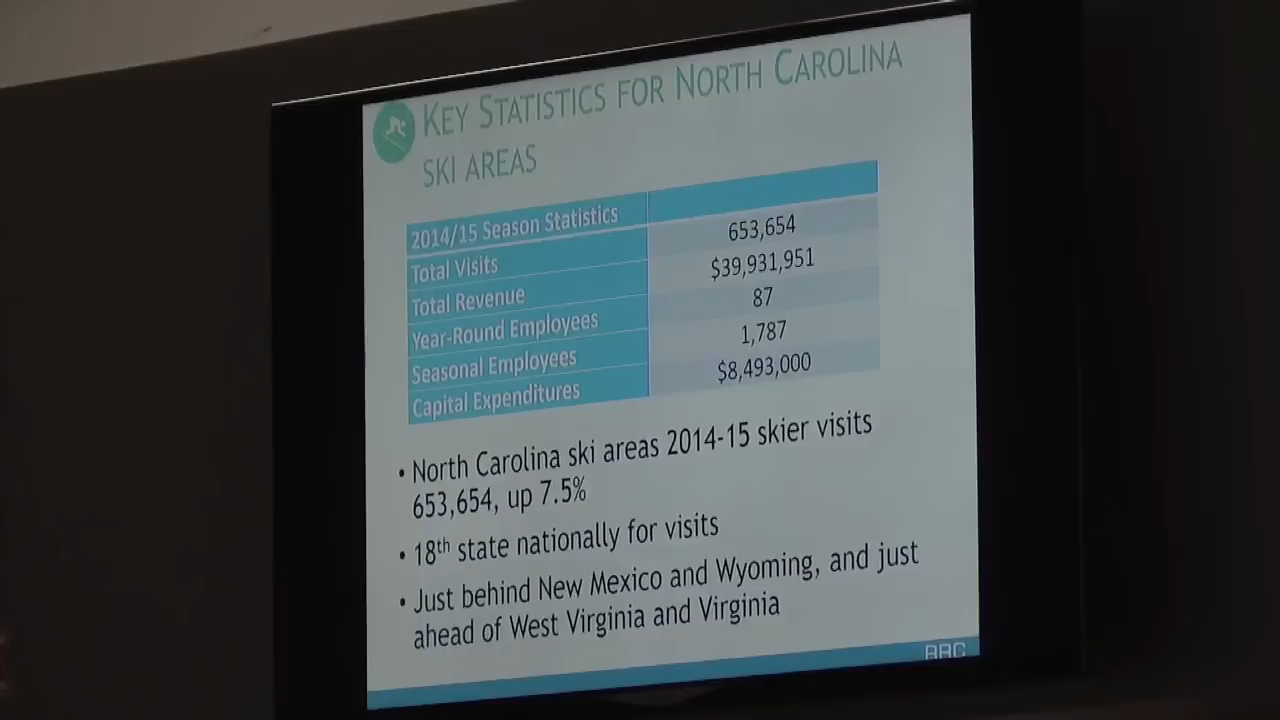 KEY STATISTICS FOR NORTH CAROLINA
SKI AREAS
2014/15 Season Statistics
Total Visits 653,654
Total Revenue $39,931,951
Year-Round Employees 87
Seasonal Employees 1,787
Capital Expenditures $8,493,000
• North Carolina ski areas 2014-15 skier visits
653,654, up 7.5%
• 18th state nationally for visits
• Just behind New Mexico and Wyoming, and just
ahead of West Virginia and Virginia
RRC